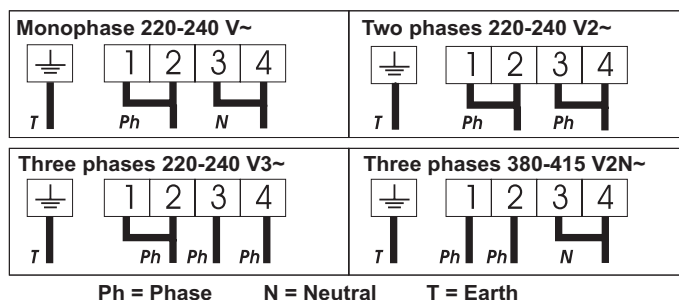 Monophase 220-240 V~
1 2 3 4
T Ph N
Two phases 220-240 V2~
1 2 3 4
T Ph Ph
Three phases 220-240 V3~
1 2 3 4
T Ph Ph Ph
Three phases 380-415 V2N~
1 2 3 4
T Ph Ph N
Ph = Phase N = Neutral T = Earth